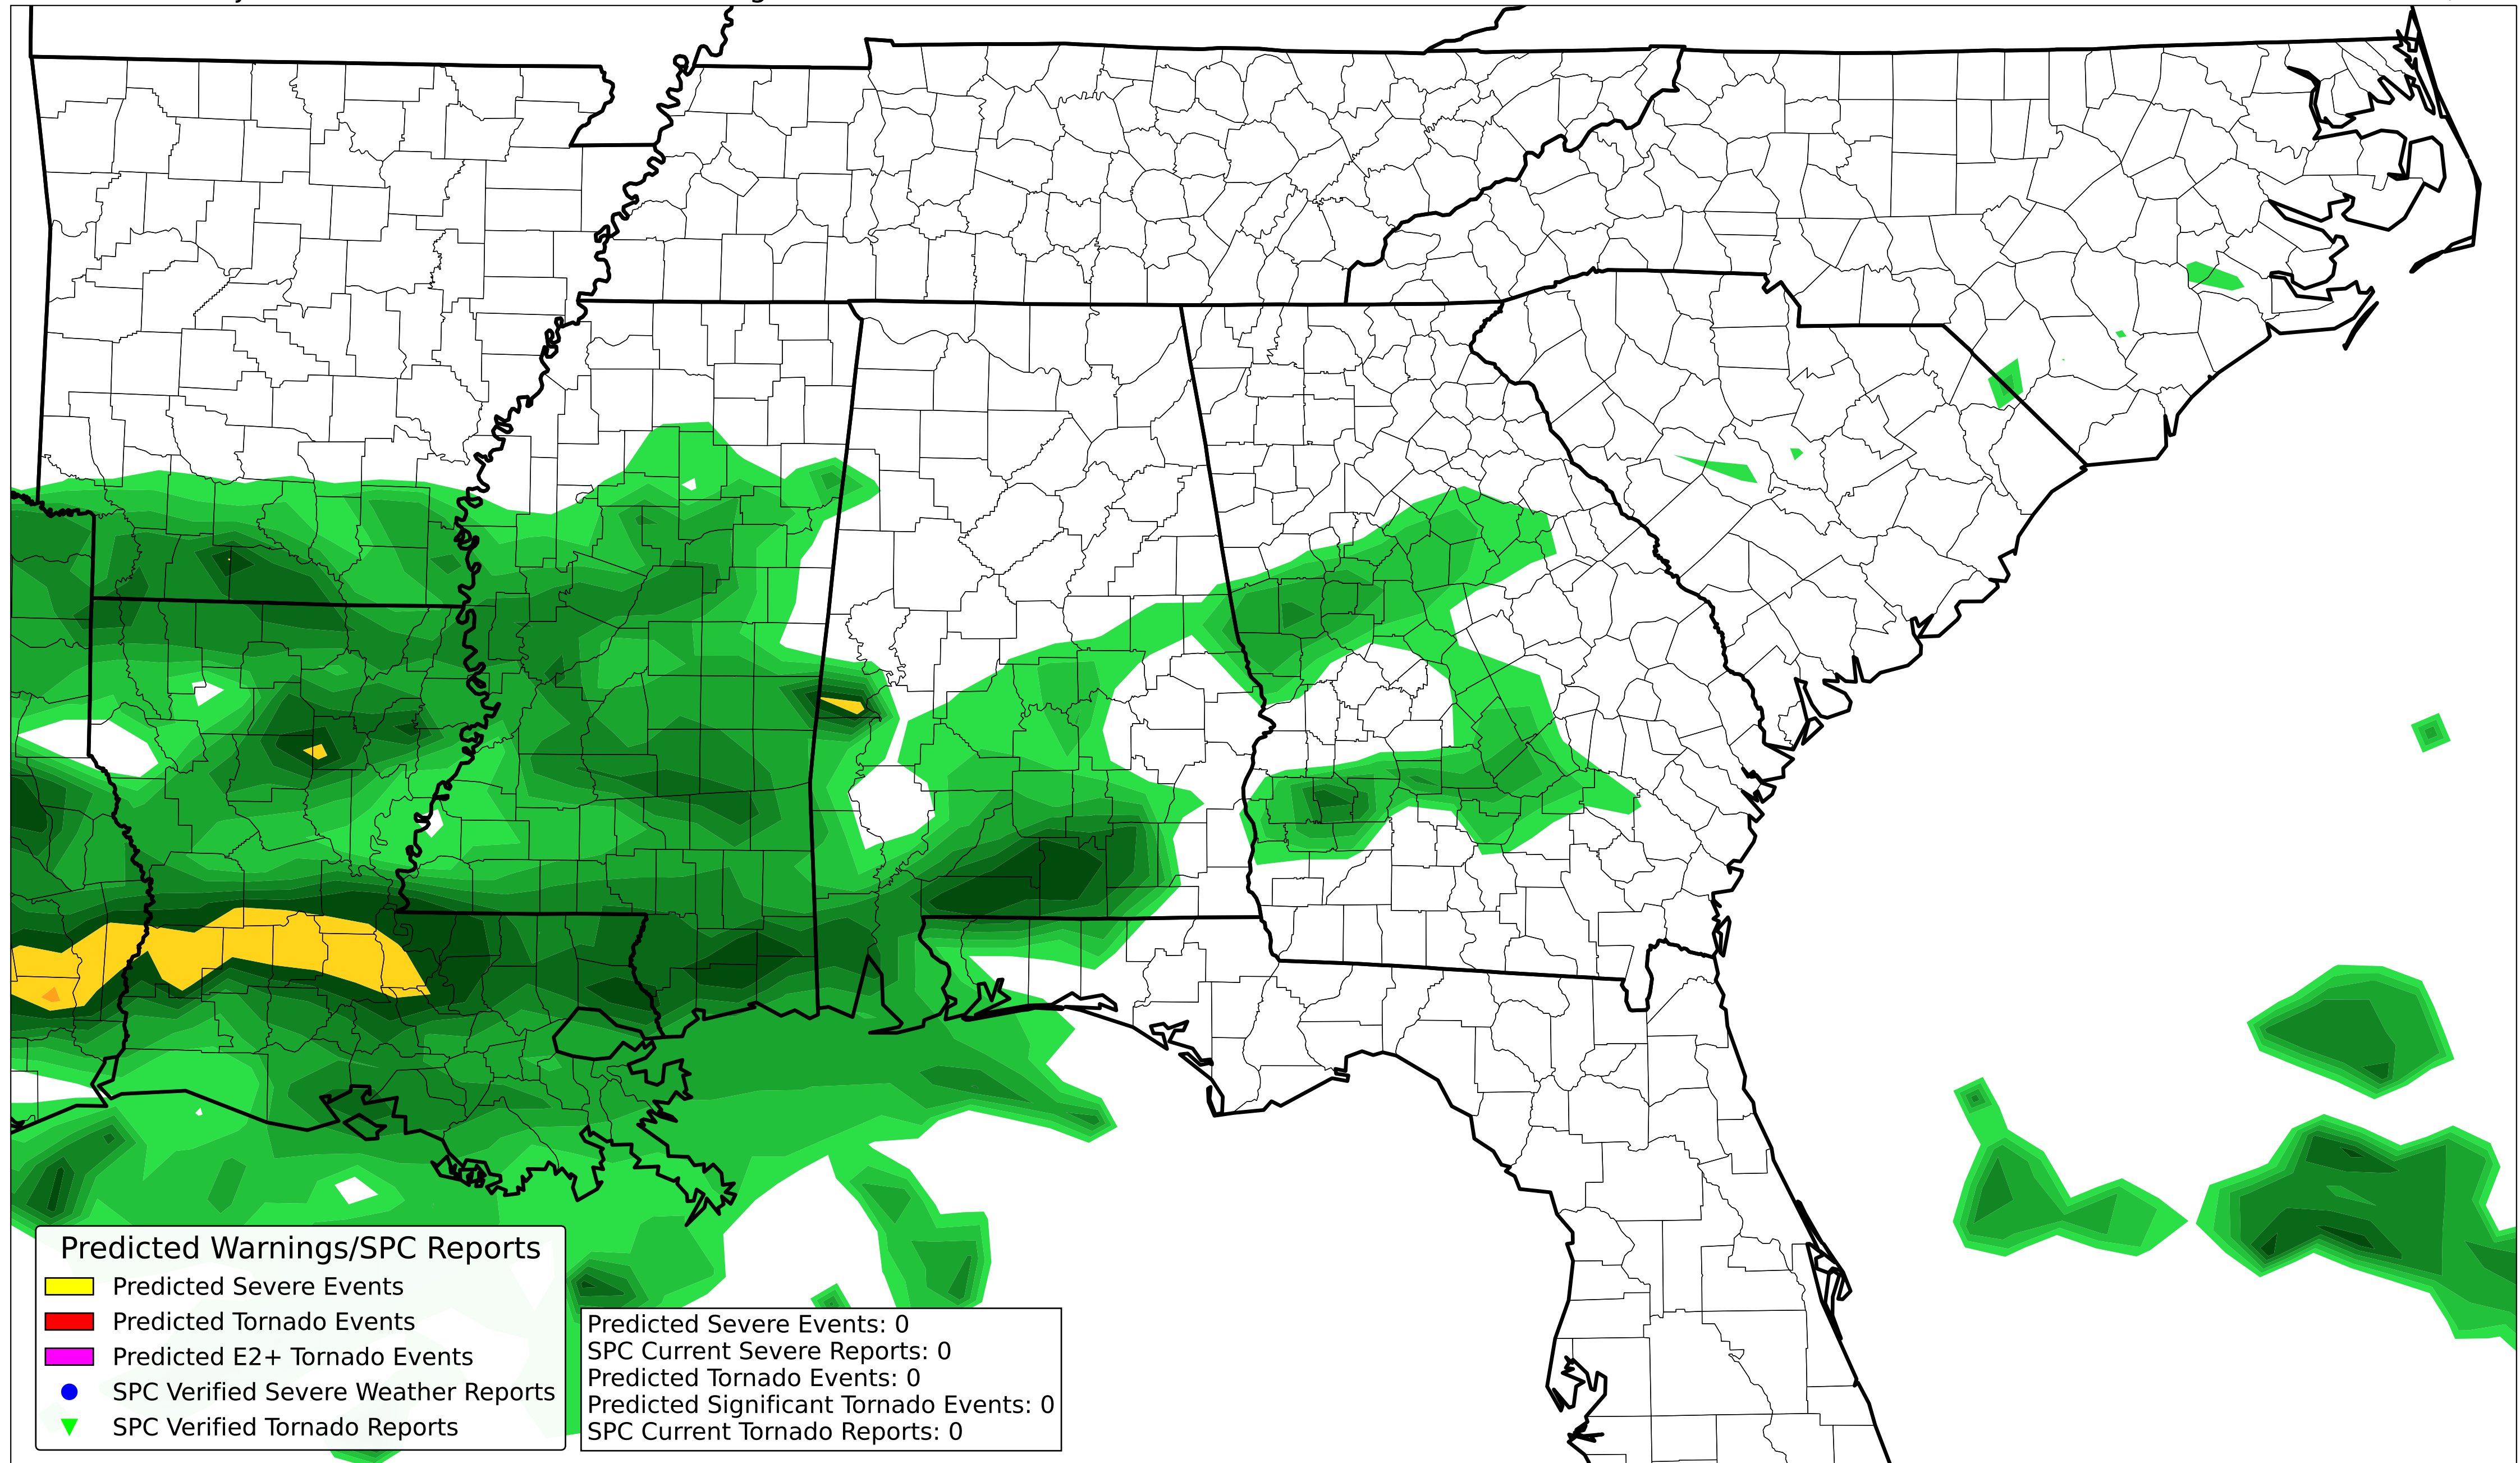 Predicted Warnings/SPC Reports
Predicted Severe Events
Predicted Tornado Events
Predicted E2+ Tornado Events
SPC Verified Severe Weather Reports
SPC Verified Tornado Reports
Predicted Severe Events: 0
SPC Current Severe Reports: 0
Predicted Tornado Events: 0
Predicted Significant Tornado Events: 0
SPC Current Tornado Reports: 0